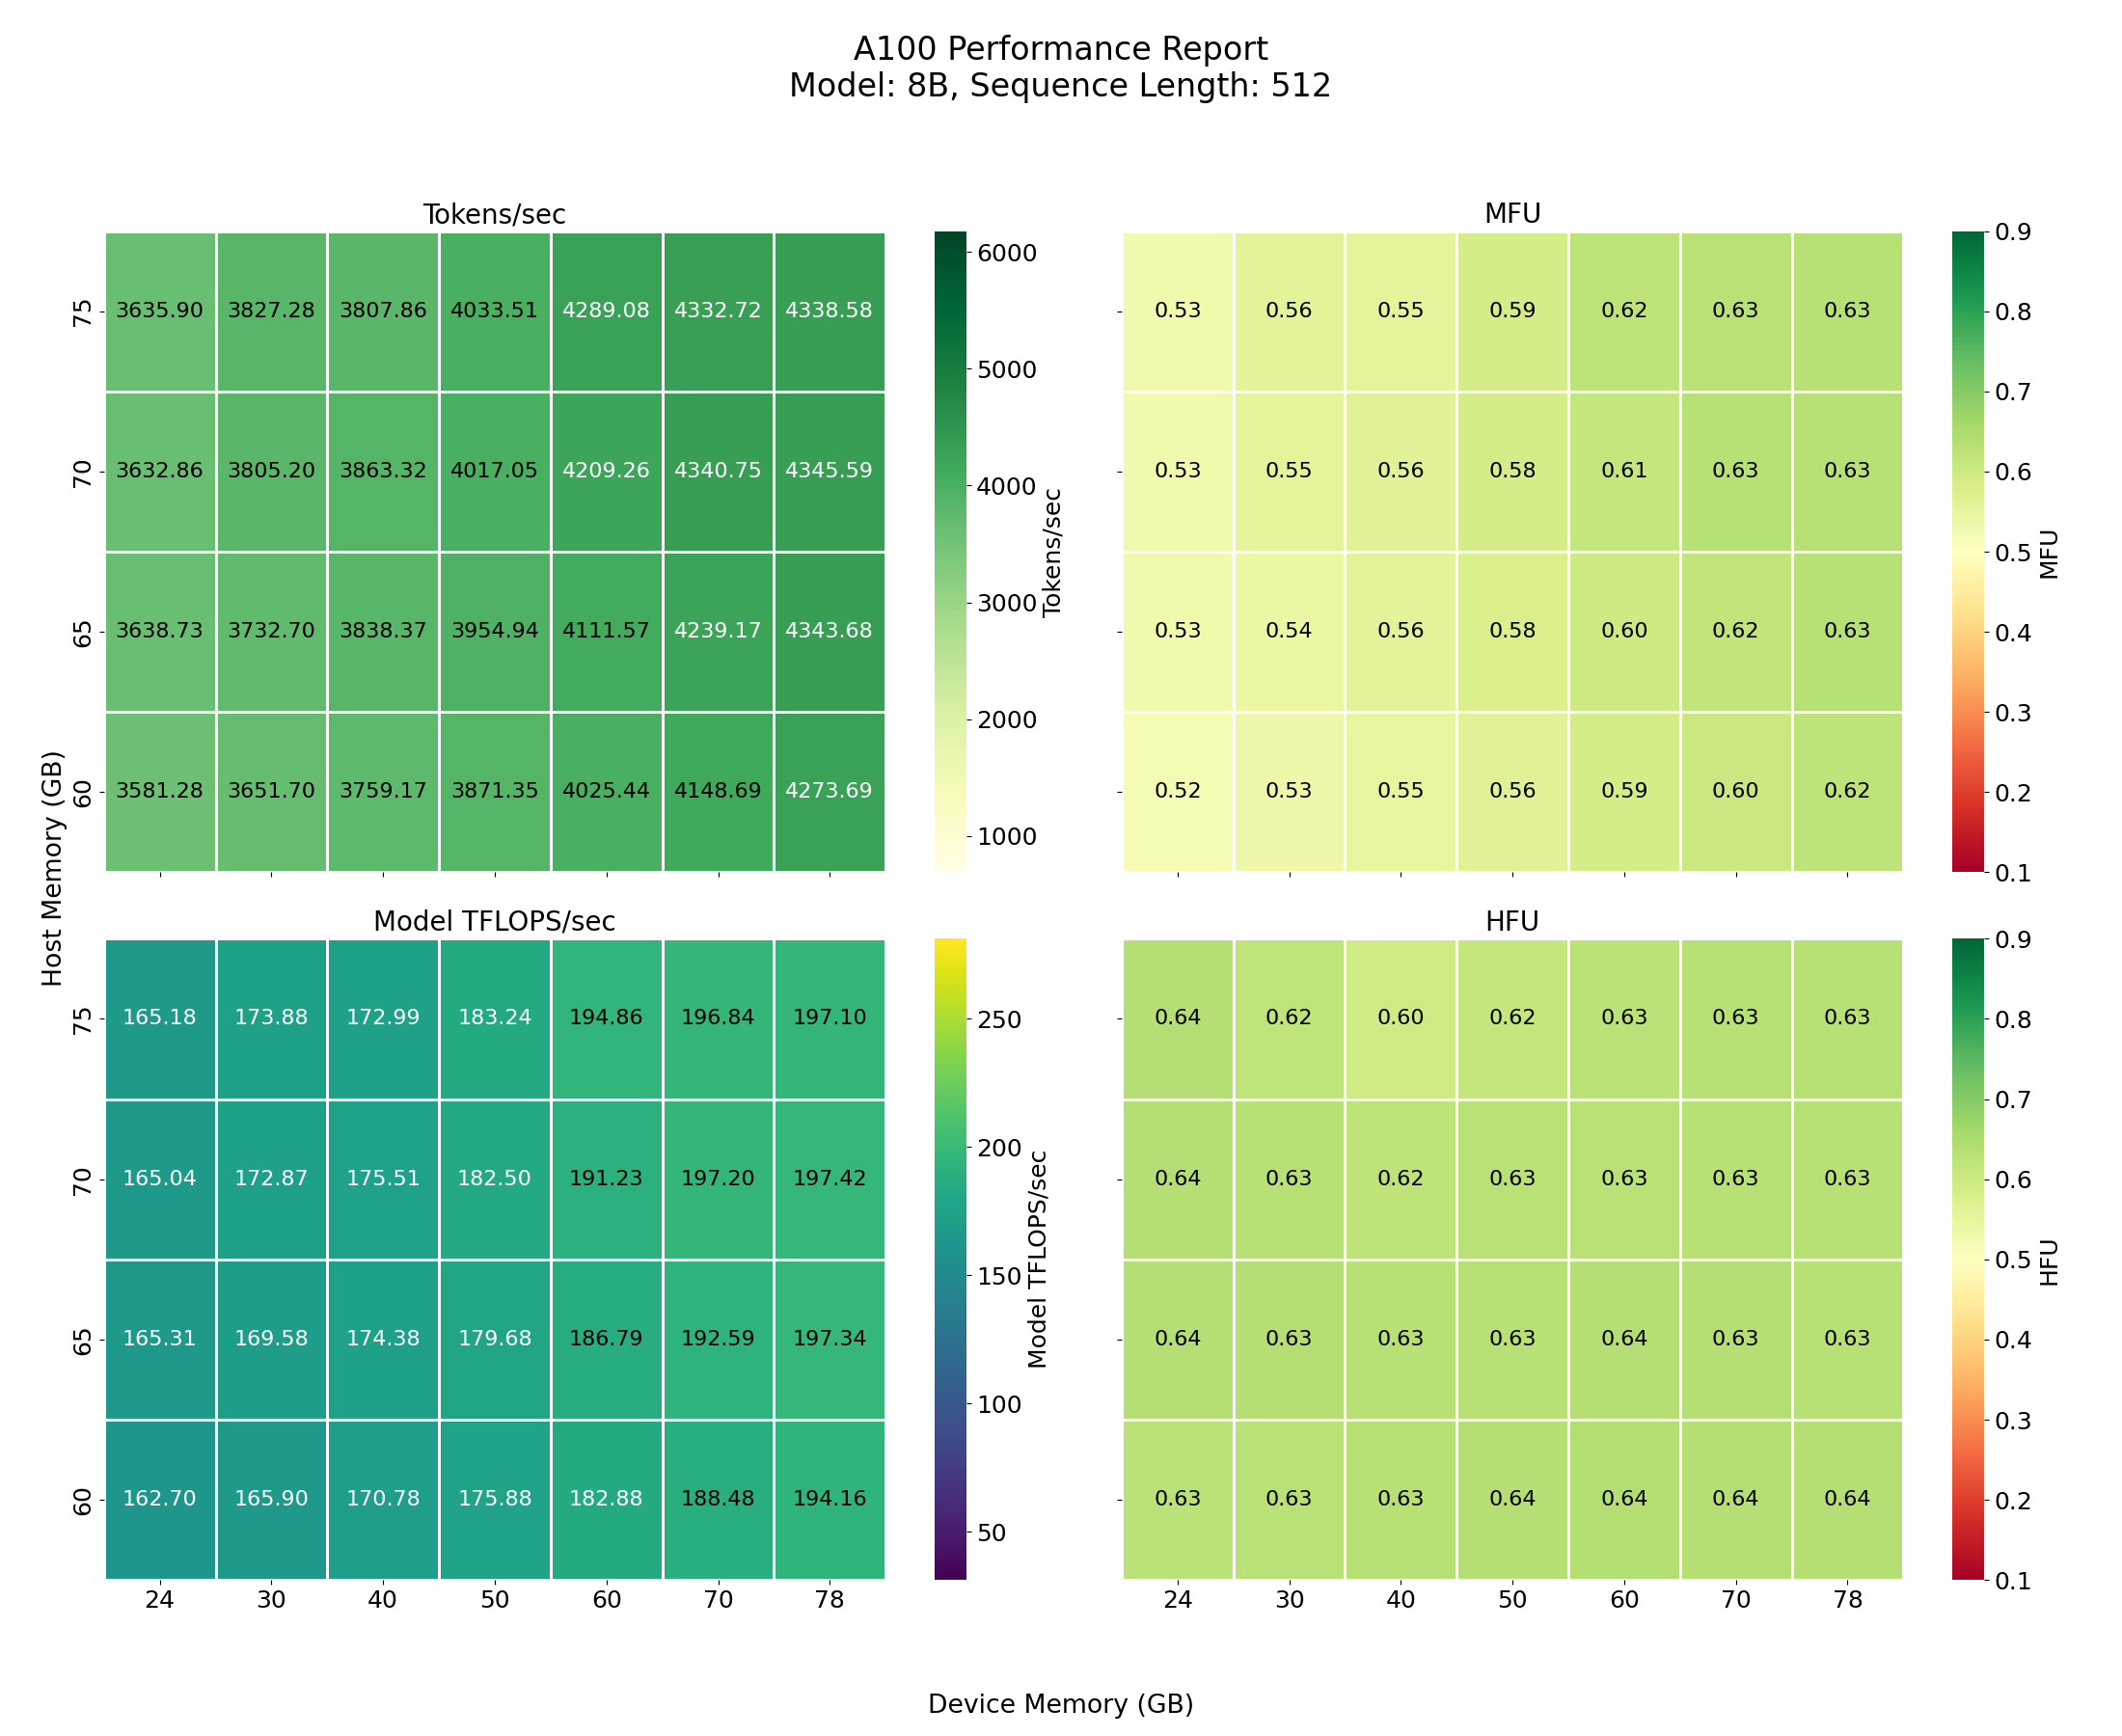 A100 Performance Report
Model: 8B, Sequence Length: 512
Tokens/sec
75 3635.90 3827.28 3807.86 4033.51 4289.08 4332.72 4338.58
70 3632.86 3805.20 3863.32 4017.05 4209.26 4340.75 4345.59
65 3638.73 3732.70 3838.37 3954.94 4111.57 4239.17 4343.68
60 3581.28 3651.70 3759.17 3871.35 4025.44 4148.69 4273.69
6000
5000
4000
3000
2000
1000
Tokens/sec
MFU
0.53 0.56 0.55 0.59 0.62 0.63 0.63
0.53 0.55 0.56 0.58 0.61 0.63 0.63
0.53 0.54 0.56 0.58 0.60 0.62 0.63
0.52 0.53 0.55 0.56 0.59 0.60 0.62
0.9
0.8
0.7
0.6
0.5
0.4
0.3
0.2
0.1
MFU
Host Memory (GB)
Model TFLOPS/sec
75 165.18 173.88 172.99 183.24 194.86 196.84 197.10
70 165.04 172.87 175.51 182.50 191.23 197.20 197.42
65 165.31 169.58 174.38 179.68 186.79 192.59 197.34
60 162.70 165.90 170.78 175.88 182.88 188.48 194.16
24 30 40 50 60 70 78
250
200
150
100
50
Model TFLOPS/sec
HFU
0.64 0.62 0.60 0.62 0.63 0.63 0.63
0.64 0.63 0.62 0.63 0.63 0.63 0.63
0.64 0.63 0.63 0.63 0.64 0.63 0.63
0.63 0.63 0.63 0.64 0.64 0.64 0.64
24 30 40 50 60 70 78
0.9
0.8
0.7
0.6
0.5
0.4
0.3
0.2
0.1
HFU
Device Memory (GB)